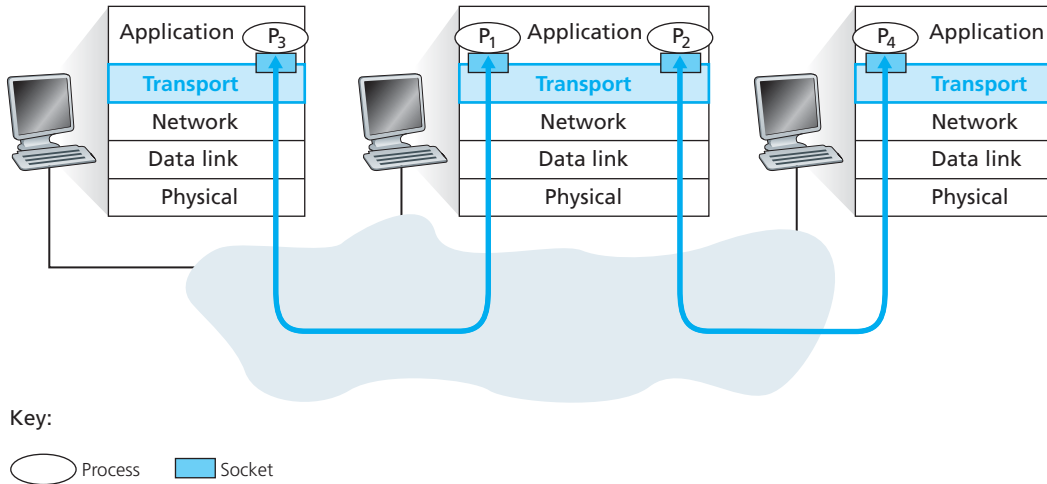 Application P₃
Transport
Network
Data link
Physical
P₁ Application P₂
Transport
Network
Data link
Physical
P₄ Application
Transport
Network
Data link
Physical
Key:
Process Socket